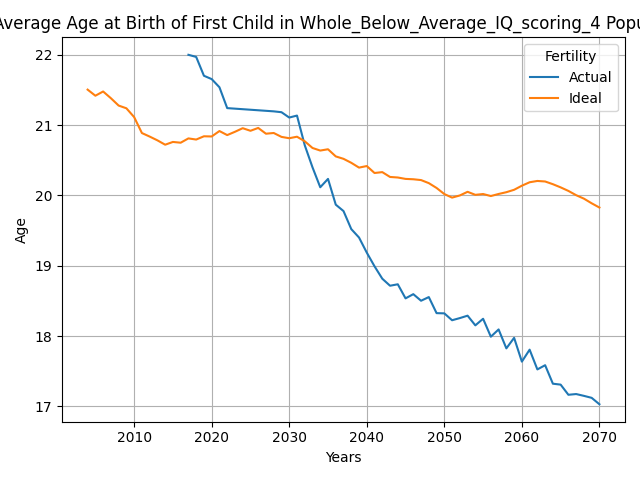 Average Age at Birth of First Child in Whole_Below_Average_IQ_scoring_4
Fertility
Actual
Ideal
22
21
20
19
18
17
Age
2010 2020 2030 2040 2050 2060 2070
Years